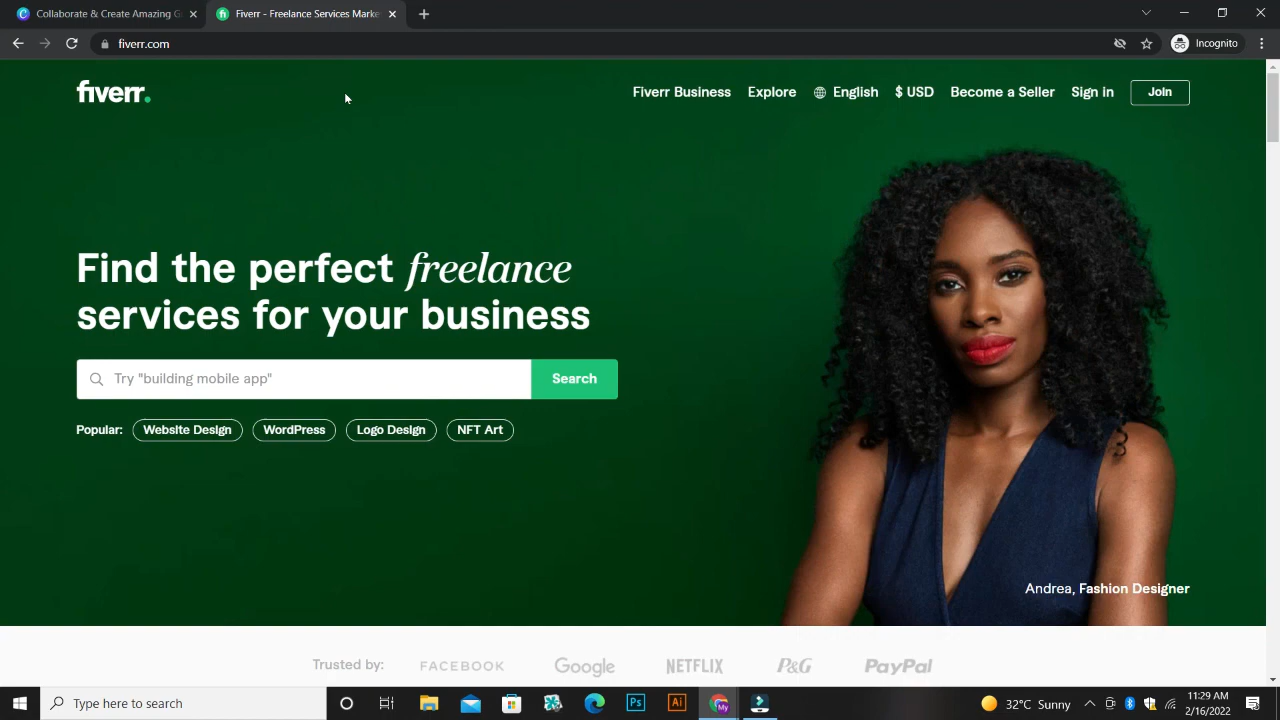 Collaborate & Create Amazing G
Fiverr - Freelance Services Marke
fiverr.com
Incognito
fiverr.
Fiverr Business
Explore
English
$ USD
Become a Seller
Sign in
Join
Find the perfect freelance
services for your business
Try "building mobile app"
Search
Popular:
Website Design
WordPress
Logo Design
NFT Art
Andrea, Fashion Designer
Trusted by:
FACEBOOK
Google
NETFLIX
P&G
PayPal
Type here to search
Ps
Ai
My
32°C Sunny
11:29 AM
2/16/2022